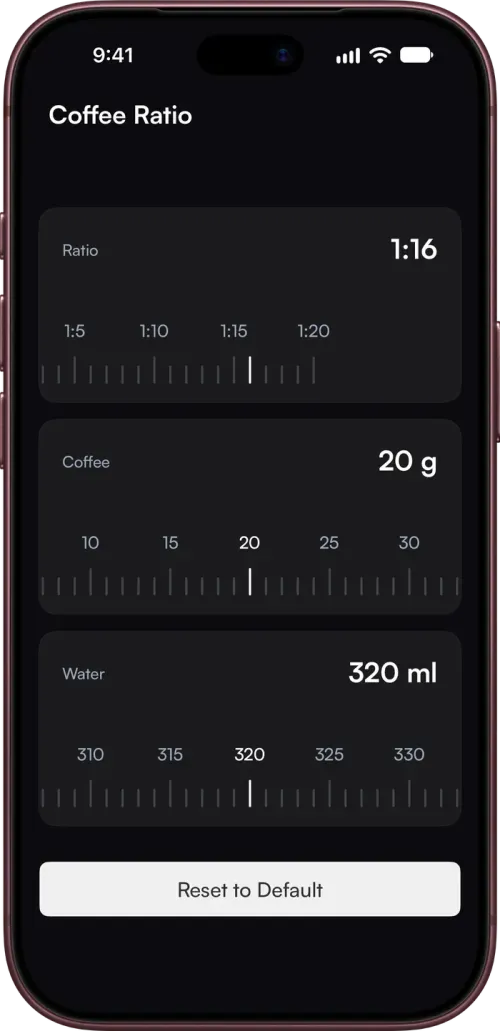 9:41
Coffee Ratio
Ratio 1:16
1:5 1:10 1:15 1:20
Coffee 20 g
10 15 20 25 30
Water 320 ml
310 315 320 325 330
Reset to Default